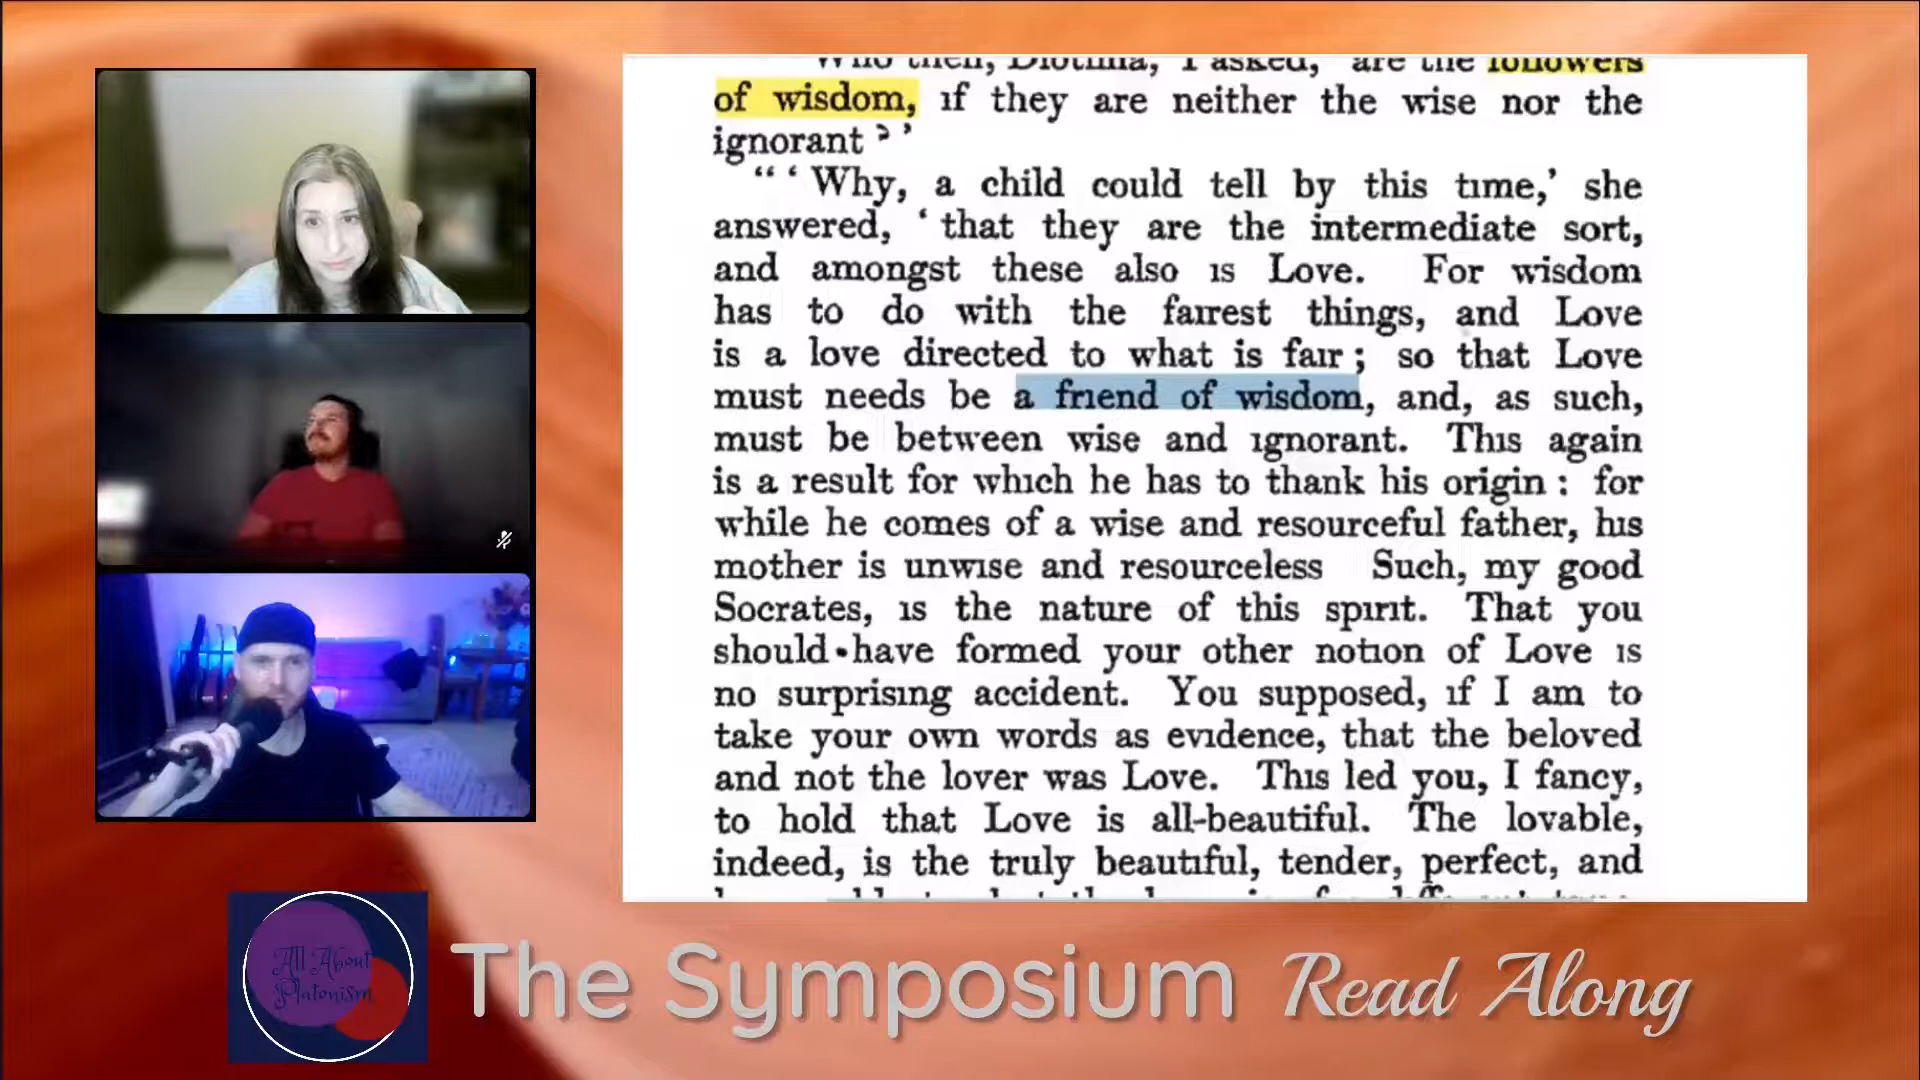 Who then, Diotima, I asked, are the followers
of wisdom, if they are neither the wise nor the
ignorant ? '
“ ‘ Why, a child could tell by this time,’ she
answered, ‘ that they are the intermediate sort,
and amongst these also is Love. For wisdom
has to do with the fairest things, and Love
is a love directed to what is fair ; so that Love
must needs be a friend of wisdom, and, as such,
must be between wise and ignorant. This again
is a result for which he has to thank his origin : for
while he comes of a wise and resourceful father, his
mother is unwise and resourceless Such, my good
Socrates, is the nature of this spirit. That you
should have formed your other notion of Love is
no surprising accident. You supposed, if I am to
take your own words as evidence, that the beloved
and not the lover was Love. This led you, I fancy,
to hold that Love is all-beautiful. The lovable,
indeed, is the truly beautiful, tender, perfect, and
All About
Platonism
The Symposium Read Along